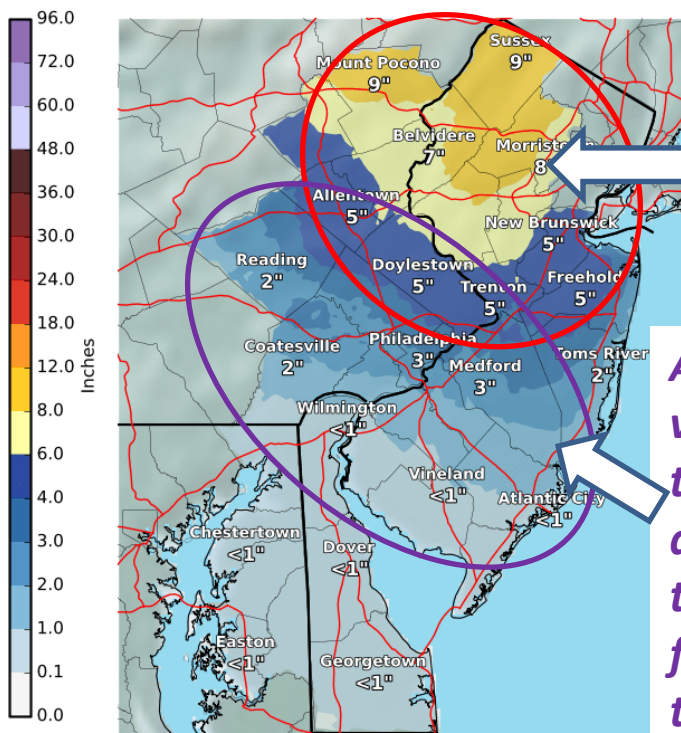 96.0
72.0
60.0
48.0
36.0
30.0
24.0
18.0
12.0
8.0
6.0
4.0
3.0
2.0
1.0
0.1
0.0
Inches
Sussex
9"
Mount Pocono
9"
Belvidere
7"
8
Allentown
5"
New Brunswick
5"
Reading
2"
Doylestown
5"
Trenton
5"
Freehold
5"
Coatesville
2"
Philadelphia
3"
Medford
3"
Toms River
2"
Wilmington
<1"
Vineland
<1"
Atlantic City
<1"
Chestertown
<1"
Dover
<1"
Easton
<1"
Georgetown
<1"